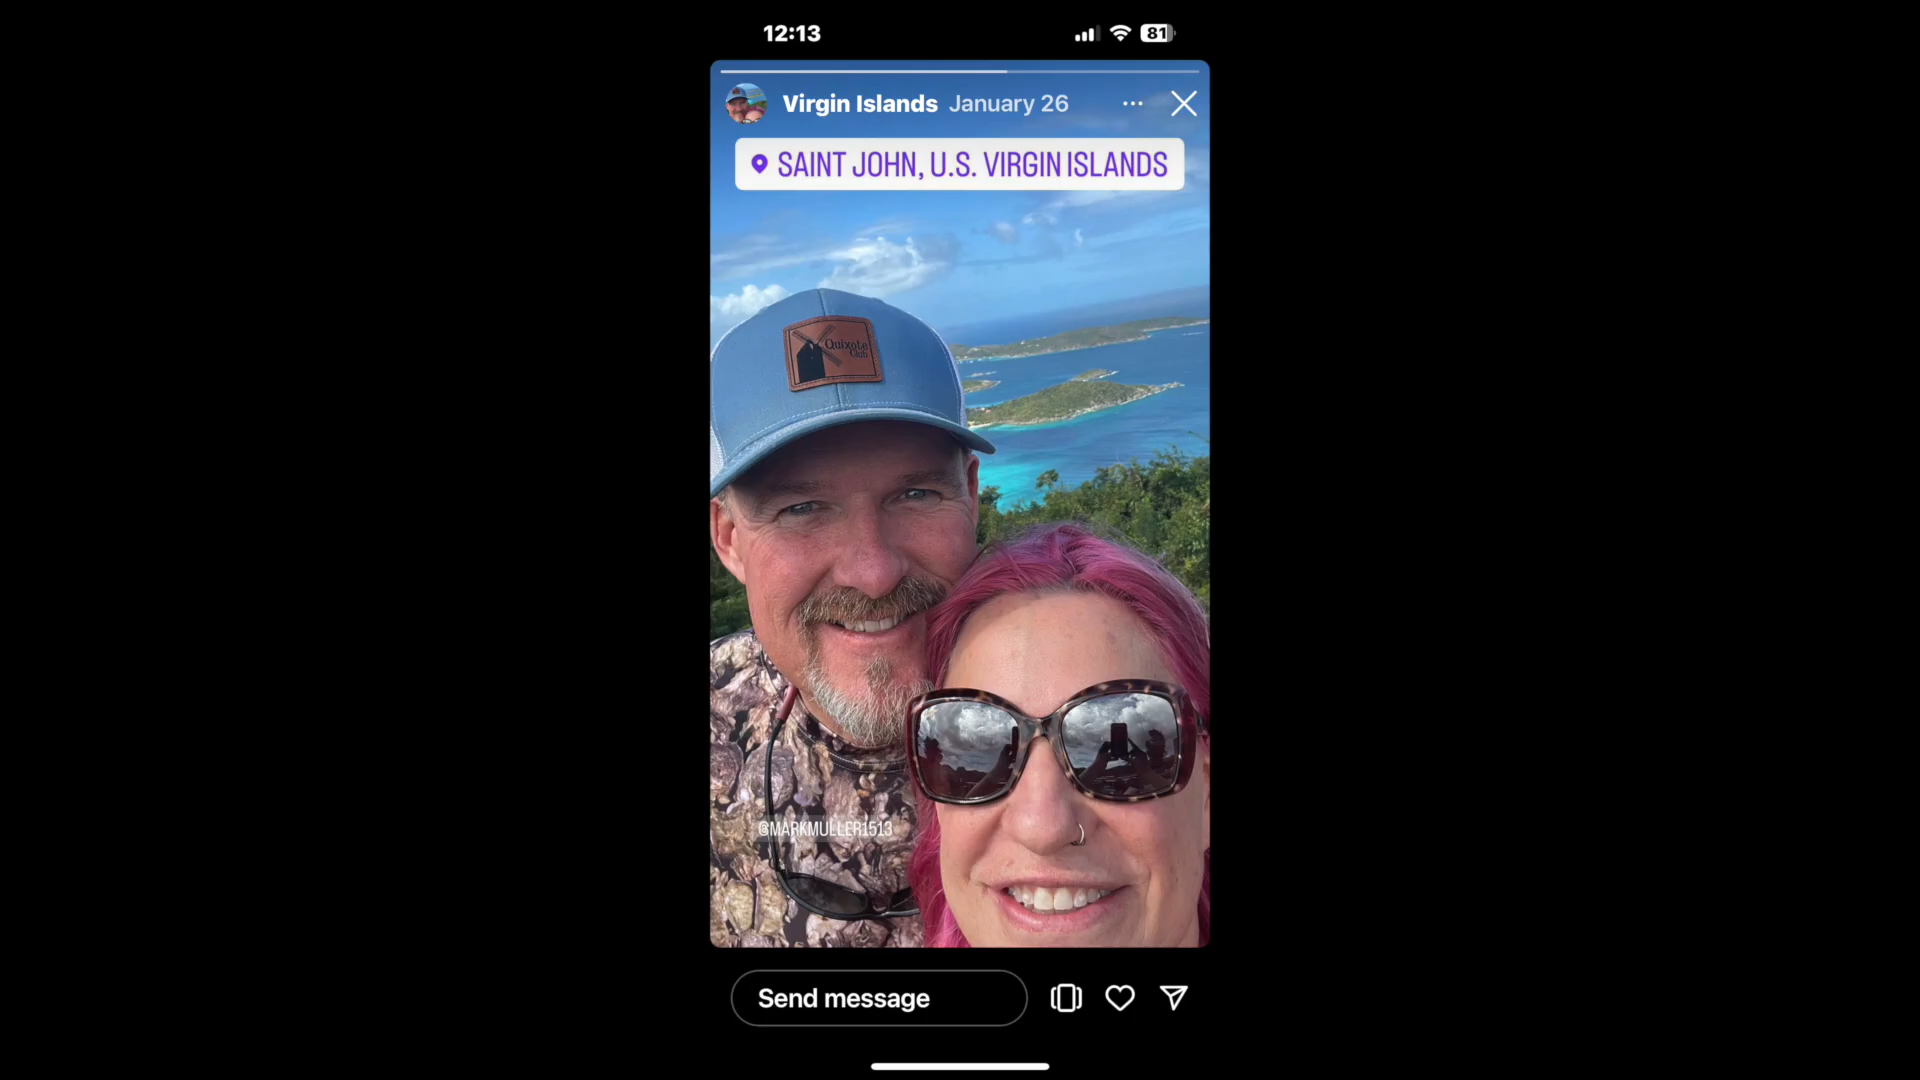 12:13
81
Virgin Islands January 26
SAINT JOHN, U.S. VIRGIN ISLANDS
Quixote
Club
@MARKMULLER1513
Send message